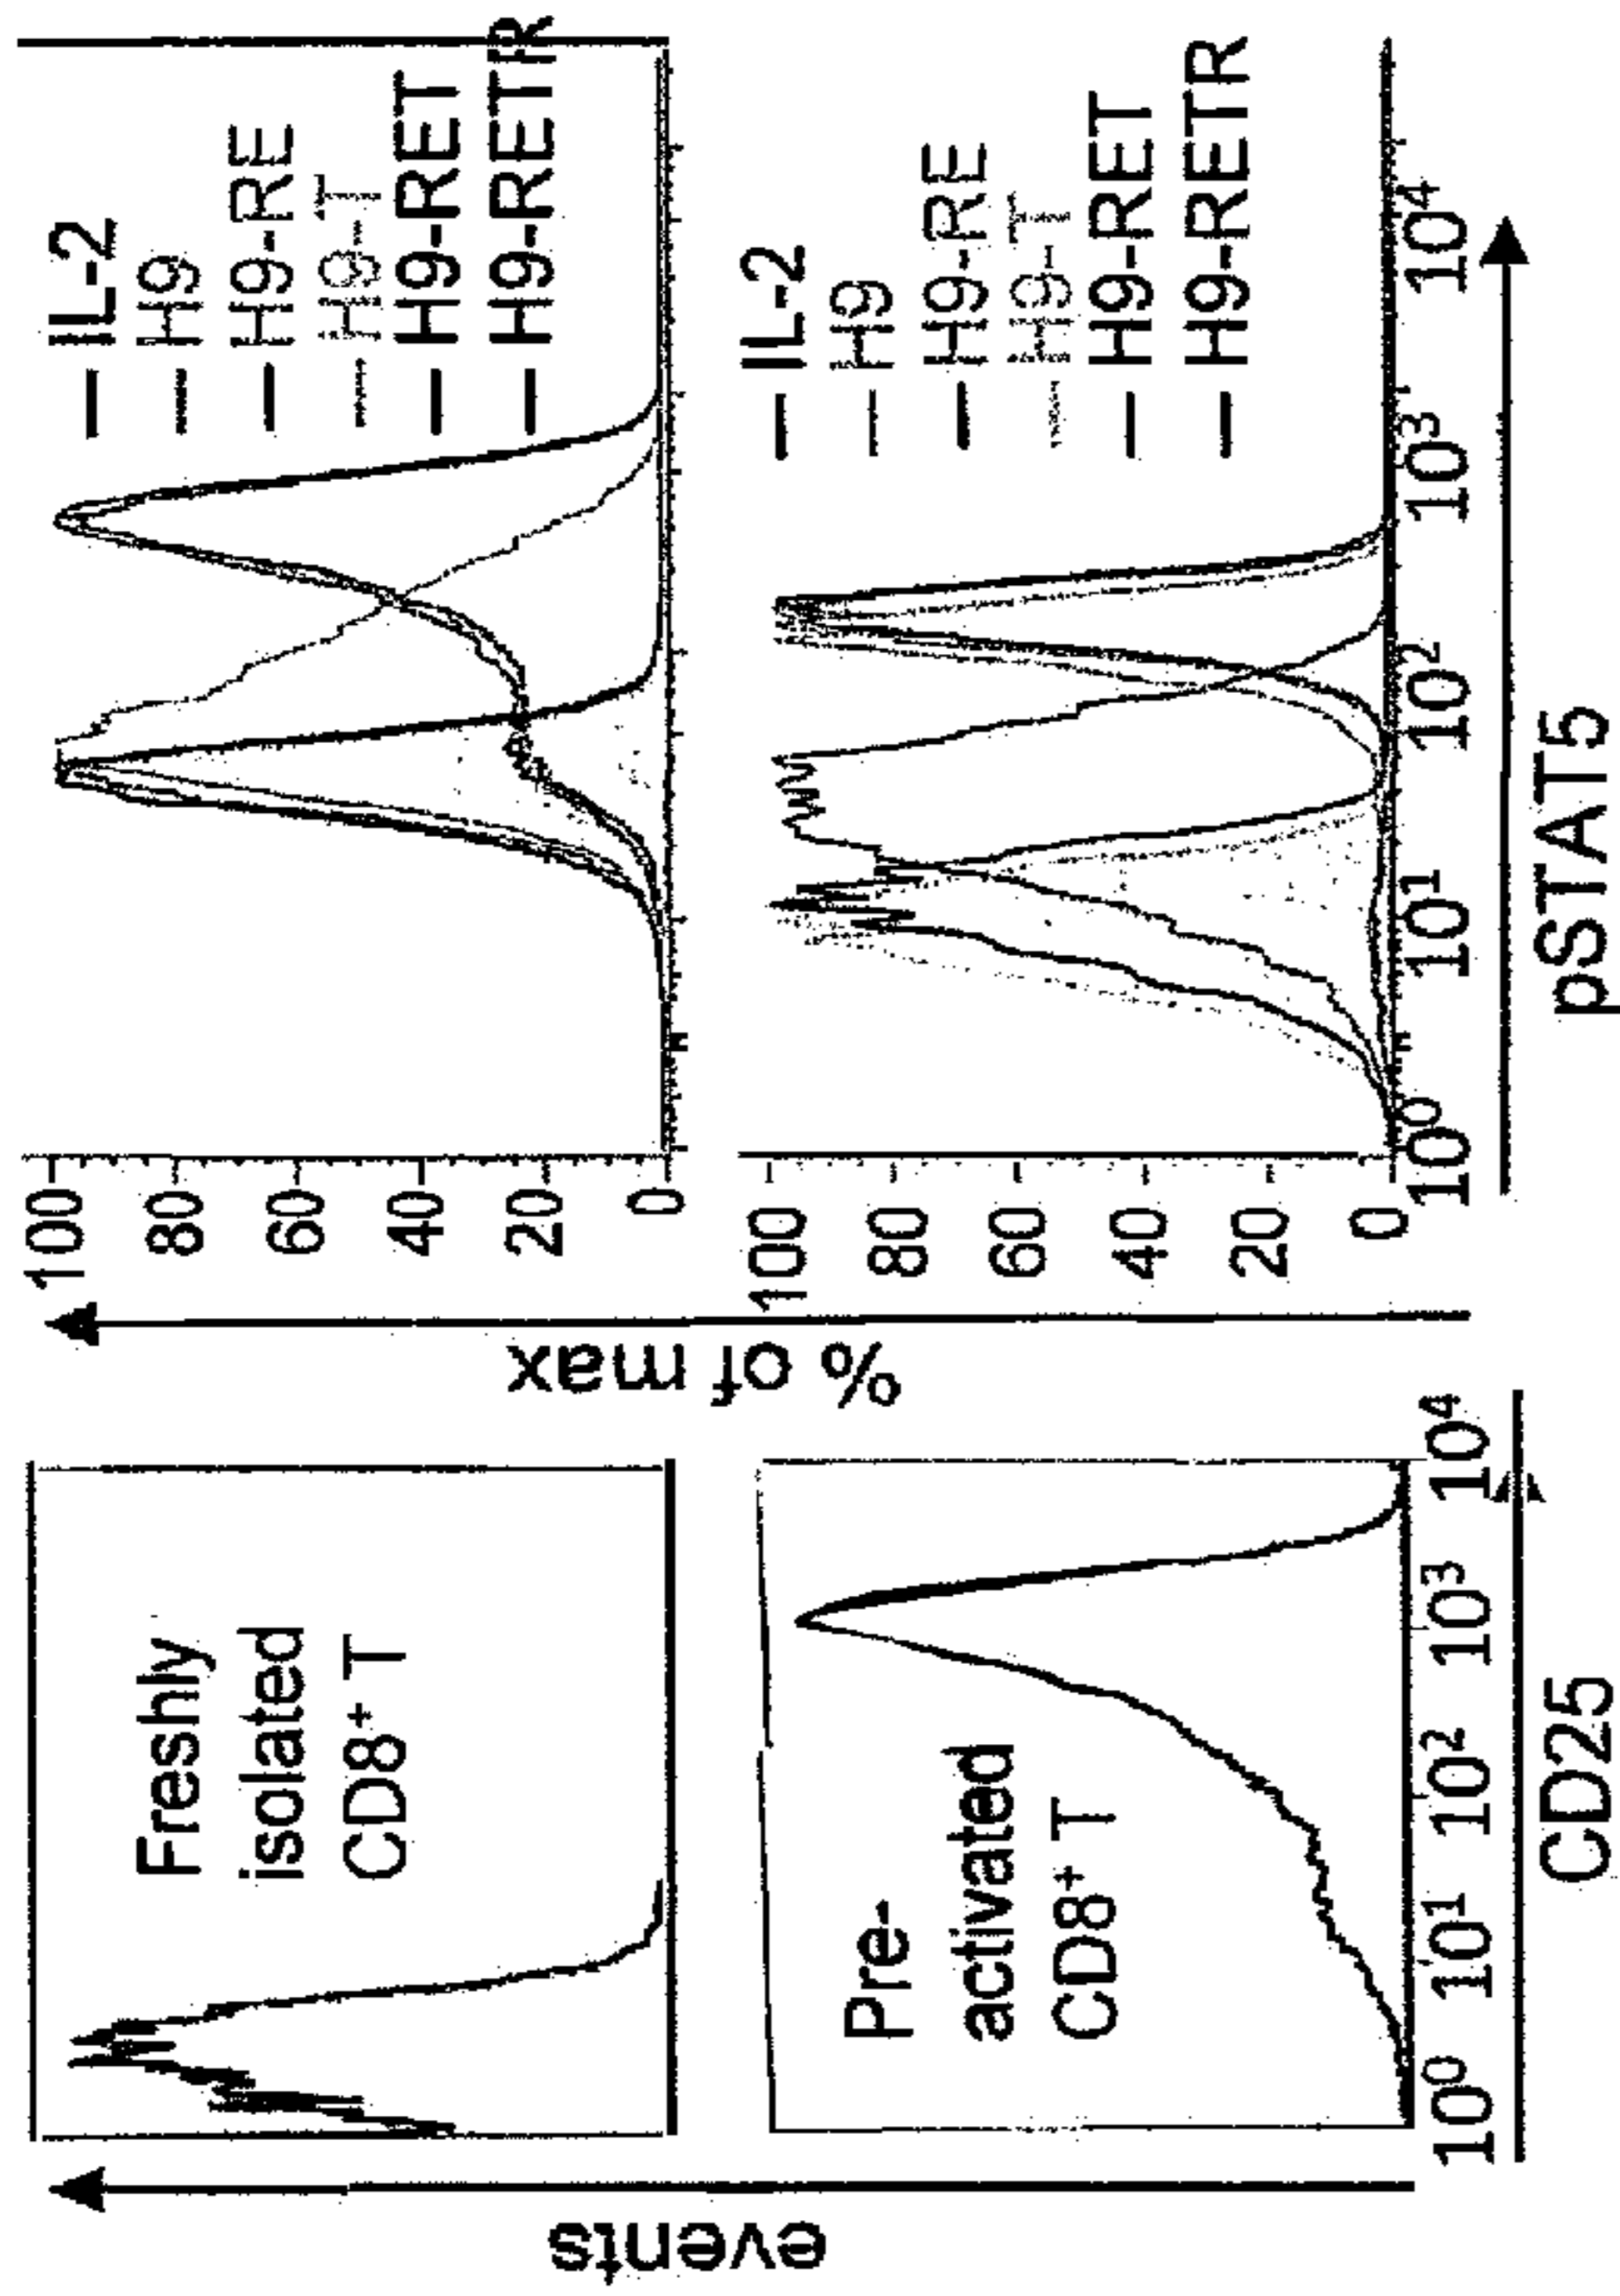 events
Freshly
isolated
CD8⁺ T
Pre-
activated
CD8⁺ T
10⁰ 10¹ 10² 10³ 10⁴
CD25
% of max
100
80
60
40
20
0
IL-2
H9
H9-RE
H9-T
H9-RET
H9-RETR
100
80
60
40
20
0
IL-2
H9
H9-RE
H9-T
H9-RET
H9-RETR
10⁰ 10¹ 10² 10³ 10⁴
pSTAT5